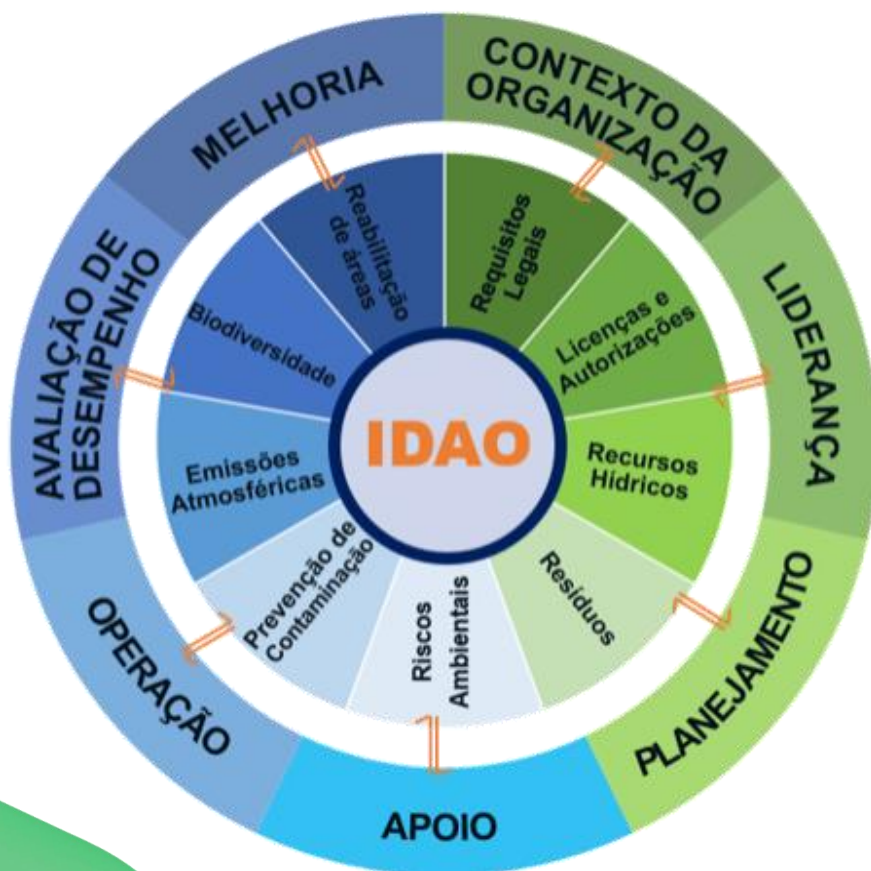 CONTEXTO DA
ORGANIZAÇÃO
LIDERANÇA
PLANEJAMENTO
APOIO
OPERAÇÃO
AVALIAÇÃO DE
DESEMPENHO
MELHORIA
Requisitos
Legais
Licenças e
Autorizações
Recursos
Hídricos
Resíduos
Riscos
Ambientais
Prevenção de
Contaminação
Emissões
Atmosféricas
Biodiversidade
Reabilitação
de áreas
IDAO